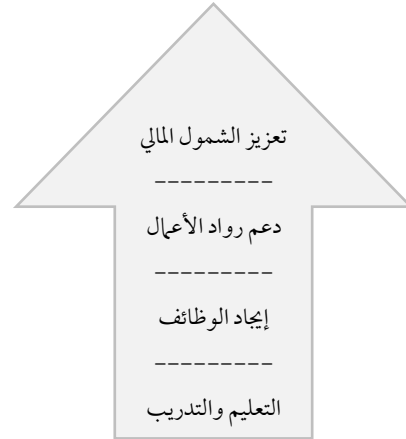 تعزيز الشمول المالي
---------
دعم رواد الأعمال
---------
إيجاد الوظائف
---------
التعليم والتدريب